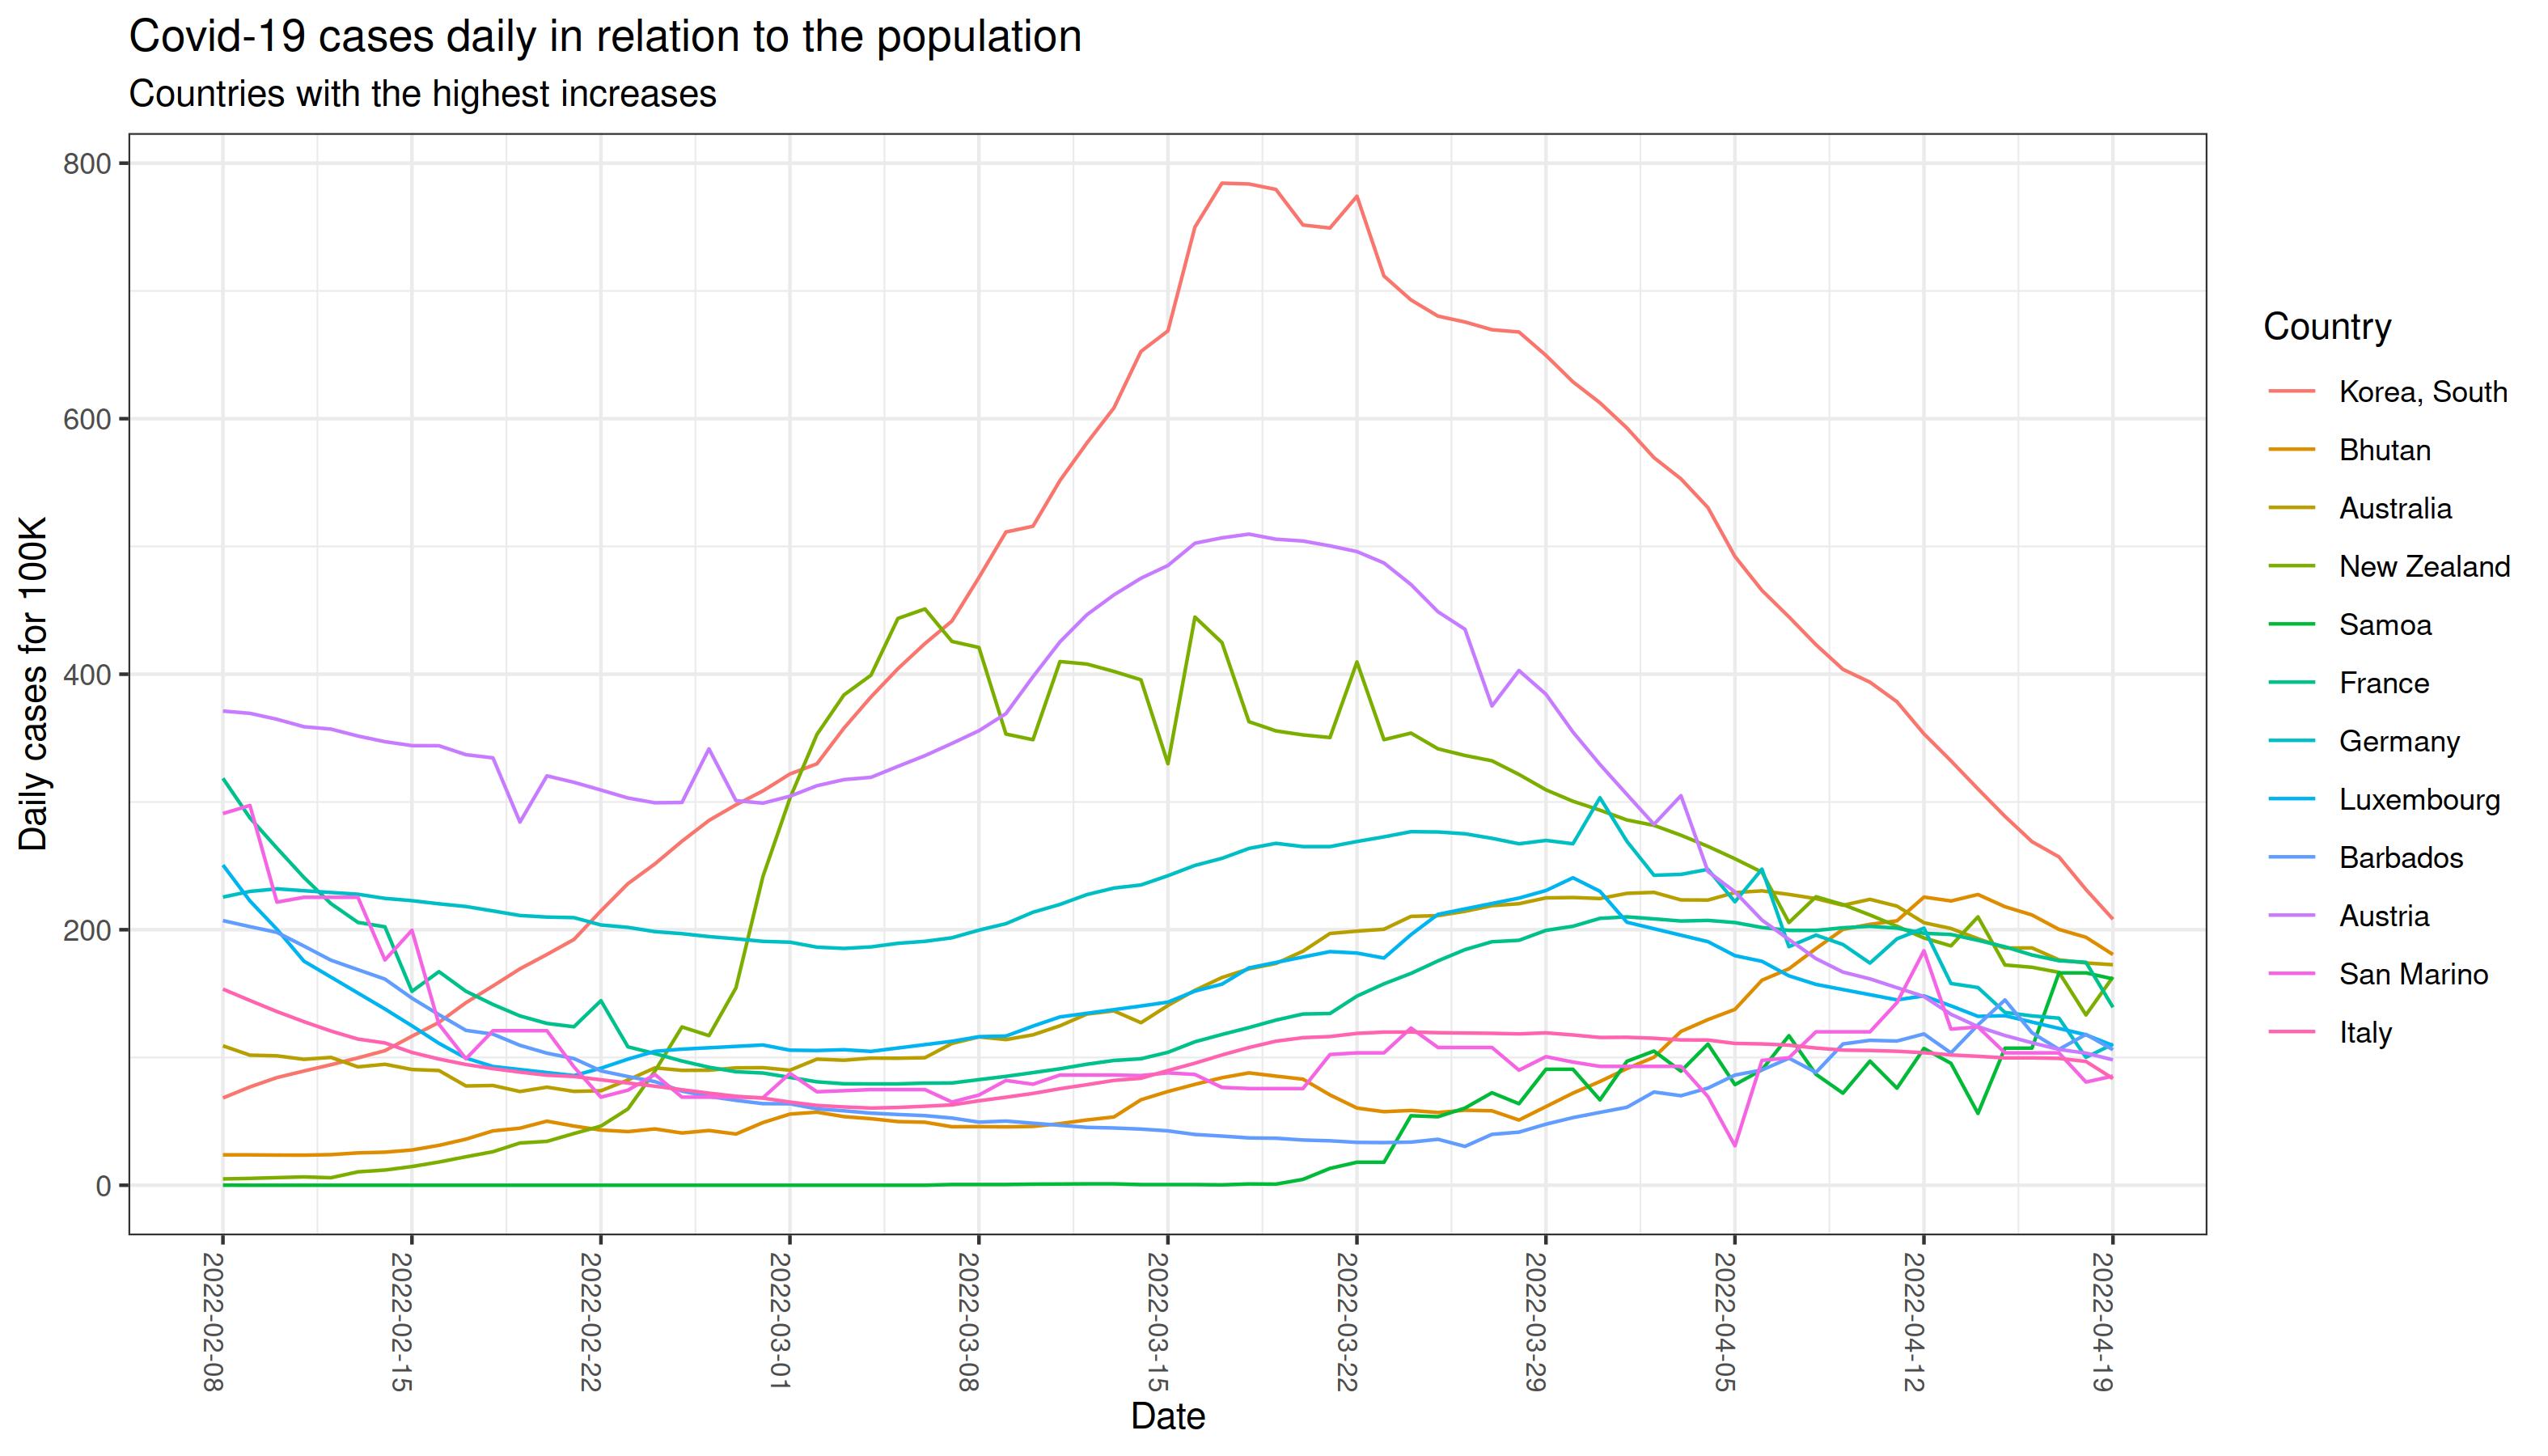 Covid-19 cases daily in relation to the population
Countries with the highest increases
Daily cases for 100K
800
600
400
200
0
2022-02-08
2022-02-15
2022-02-22
2022-03-01
2022-03-08
2022-03-15
2022-03-22
2022-03-29
2022-04-05
2022-04-12
2022-04-19
Date
Country
Korea, South
Bhutan
Australia
New Zealand
Samoa
France
Germany
Luxembourg
Barbados
Austria
San Marino
Italy